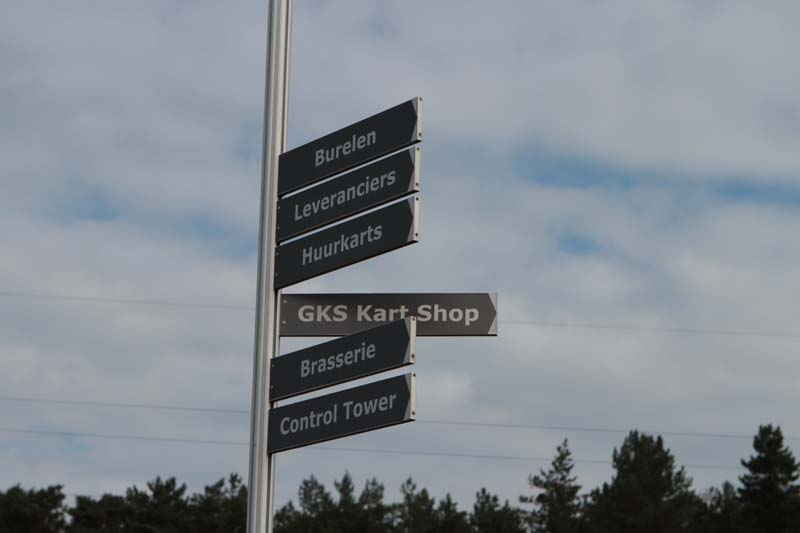 Burelen
Leveranciers
Huurkarts
GKS Kart Shop
Brasserie
Control Tower